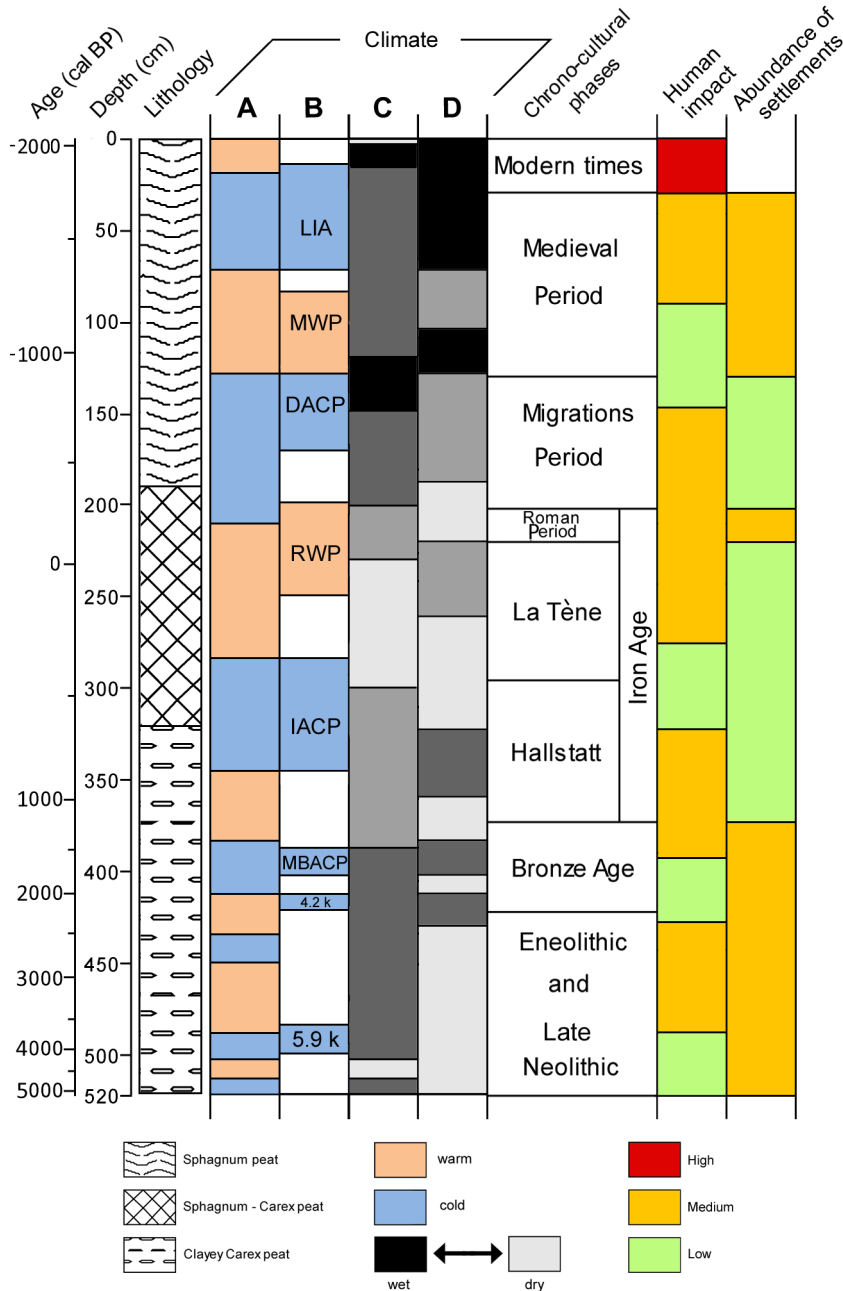 Climate
Age (cal BP)
Depth (cm)
Lithology
Chrono-cultural
phases
Human
impact
Abundance of
settlements
A
B
C
D
-2000
-1000
0
1000
2000
3000
4000
5000
0
50
100
150
200
250
300
350
400
450
500
520
LIA
MWP
DACP
RWP
IACP
MBACP
4.2 k
5.9 k
Modern times
Medieval
Period
Migrations
Period
Roman
Period
La Tène
Iron Age
Hallstatt
Bronze Age
Eneolithic
and
Late
Neolithic
Sphagnum peat
Sphagnum - Carex peat
Clayey Carex peat
warm
cold
wet
dry
High
Medium
Low